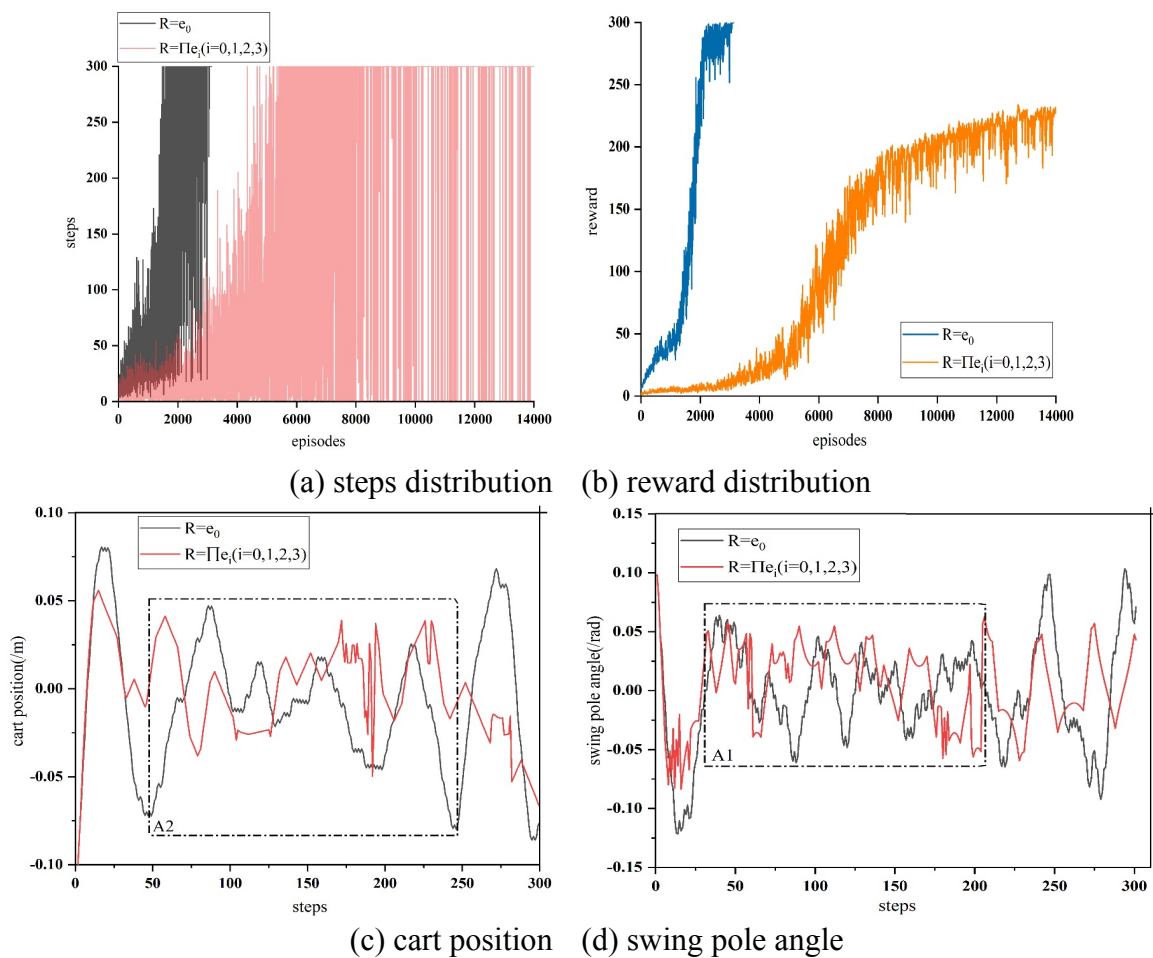 R=e₀
R=Πeᵢ(i=0,1,2,3)
300
250
200
150
100
50
0
steps
0 2000 4000 6000 8000 10000 12000 14000
episodes
300
250
200
150
100
50
0
reward
R=e₀
R=Πeᵢ(i=0,1,2,3)
0 2000 4000 6000 8000 10000 12000 14000
episodes
(a) steps distribution (b) reward distribution
0.10
0.05
0.00
-0.05
-0.10
cart position(/m)
R=e₀
R=∏eᵢ(i=0,1,2,3)
A2
0 50 100 150 200 250 300
steps
0.15
0.10
0.05
0.00
-0.05
-0.10
-0.15
swing pole angle(/rad)
R=e₀
R=Πeᵢ(i=0,1,2,3)
A1
0 50 100 150 200 250 300
steps
(c) cart position (d) swing pole angle